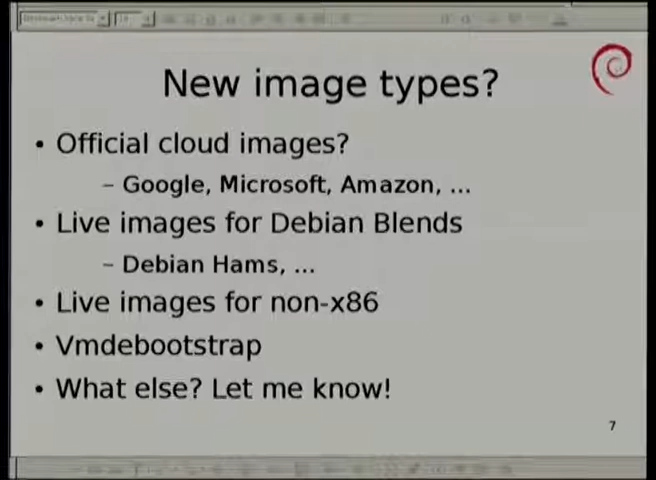 New image types?
• Official cloud images?
– Google, Microsoft, Amazon, ...
• Live images for Debian Blends
– Debian Hams, ...
• Live images for non-x86
• Vmdebootstrap
• What else? Let me know!
7